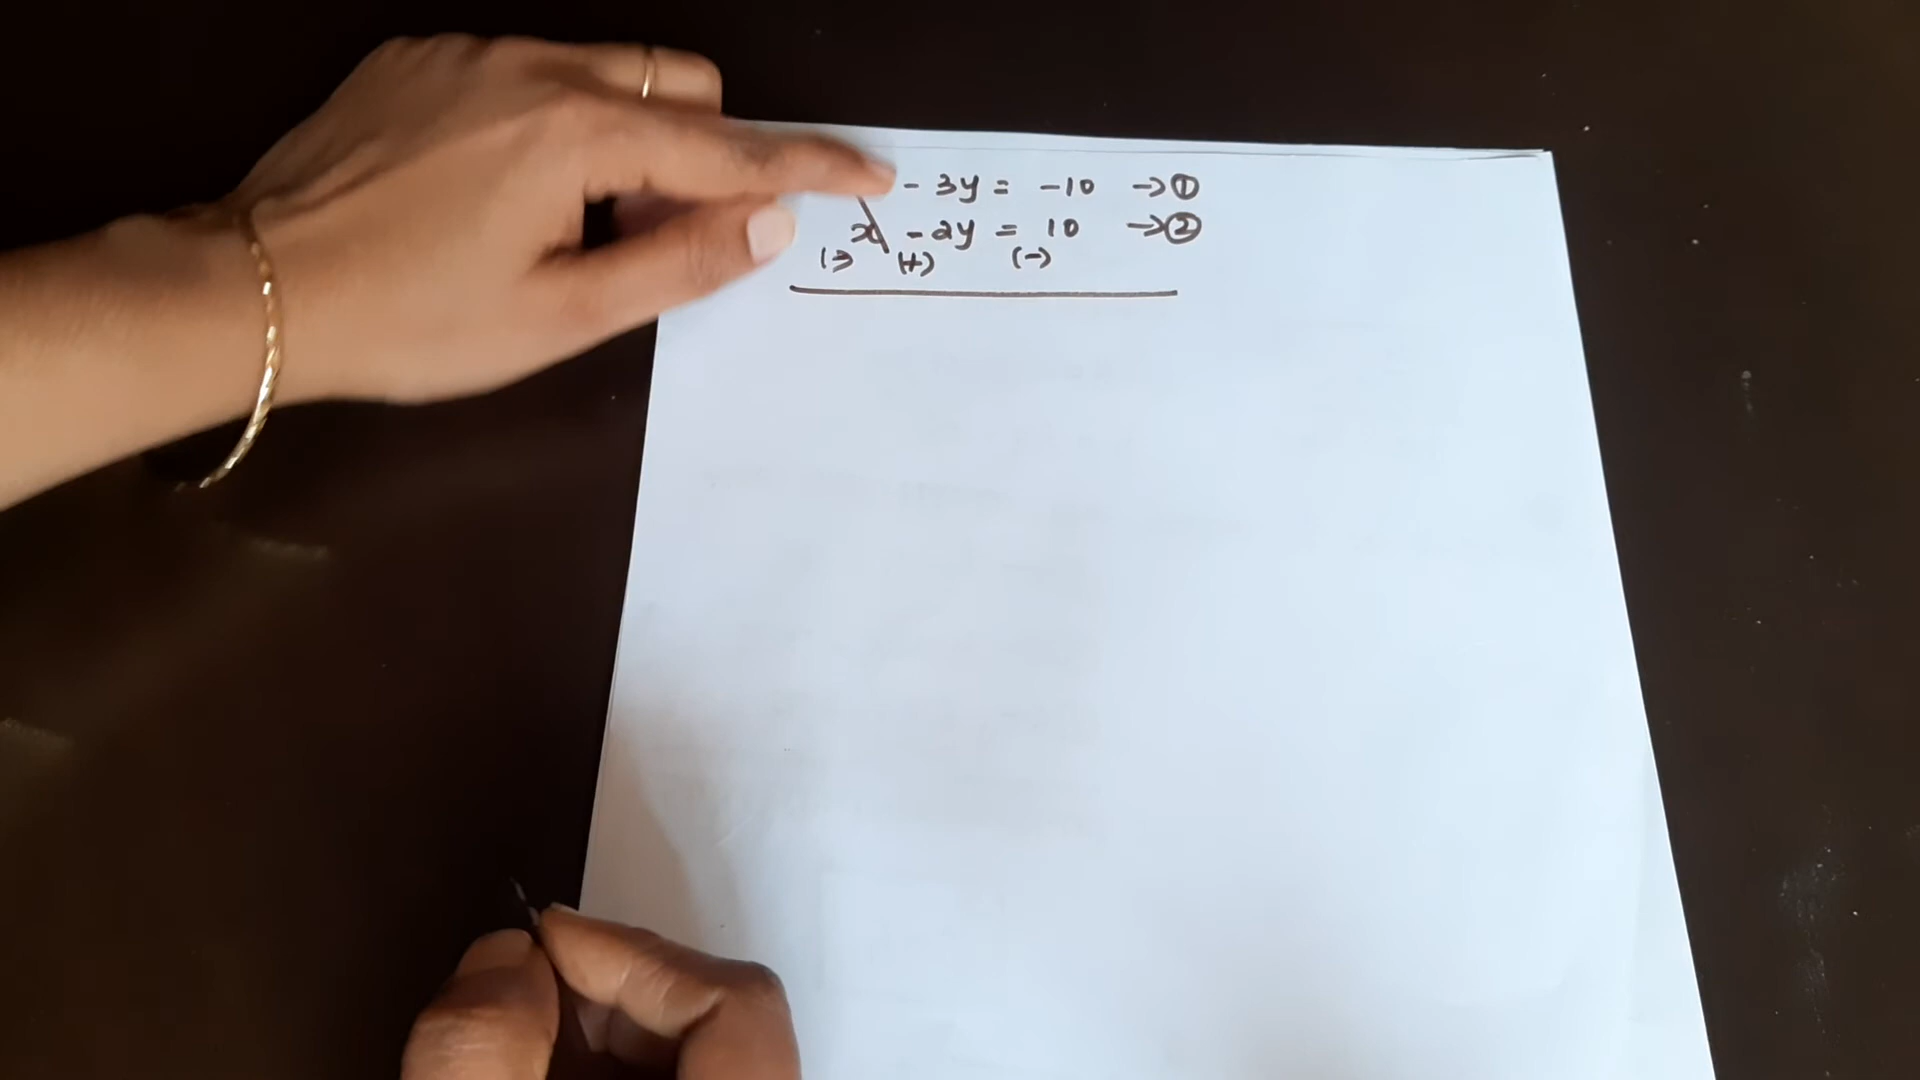 - 3y = -10 → ①
x - 2y = 10 → ②
(-) (+) (-)